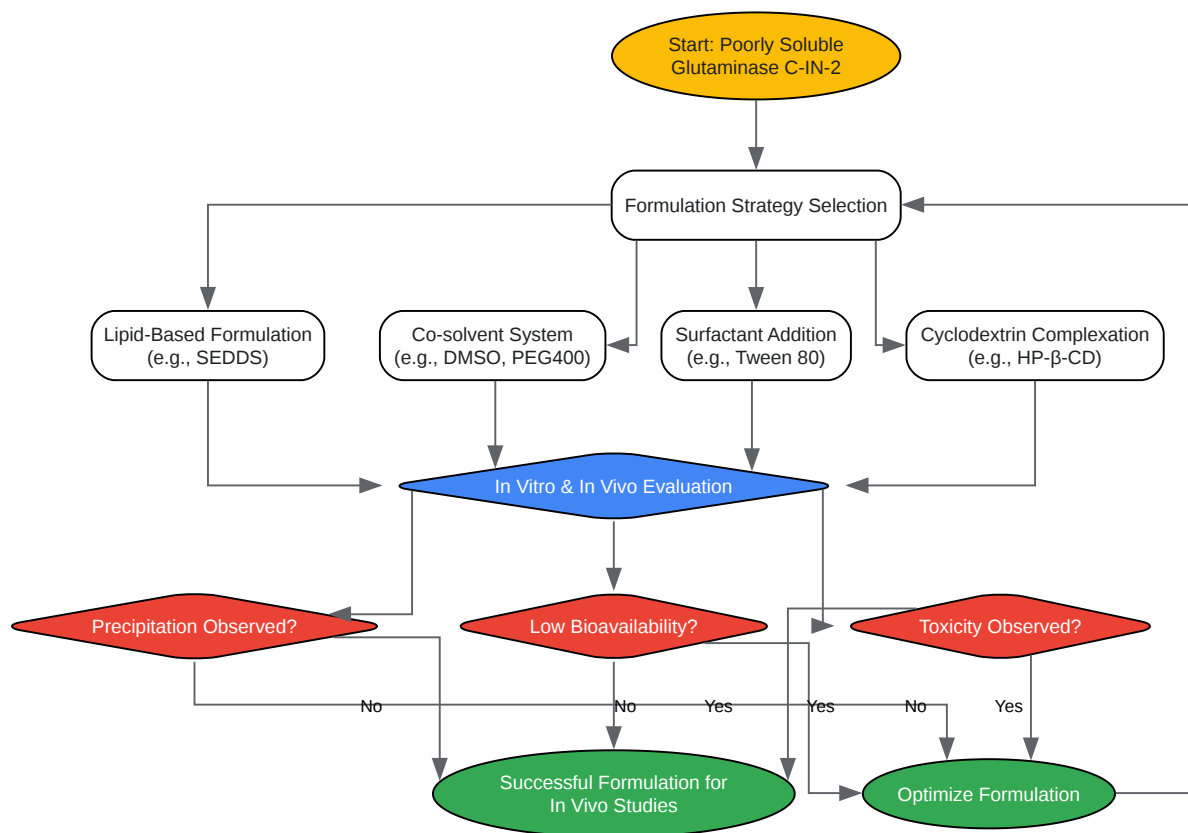 Start: Poorly Soluble
Glutaminase C-IN-2
Formulation Strategy Selection
Lipid-Based Formulation
(e.g., SEDDS)
Co-solvent System
(e.g., DMSO, PEG400)
Surfactant Addition
(e.g., Tween 80)
Cyclodextrin Complexation
(e.g., HP-β-CD)
In Vitro & In Vivo Evaluation
Precipitation Observed?
Low Bioavailability?
Toxicity Observed?
No
No
Yes
Yes
No
Yes
Successful Formulation for
In Vivo Studies
Optimize Formulation